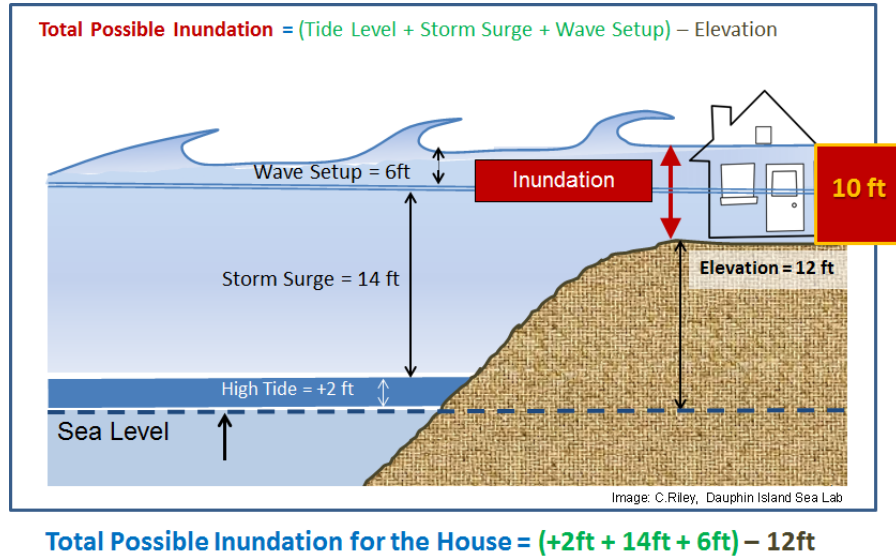 Total Possible Inundation = (Tide Level + Storm Surge + Wave Setup) – Elevation
Wave Setup = 6ft
Inundation
10 ft
Storm Surge = 14 ft
Elevation = 12 ft
High Tide = +2 ft
Sea Level
Image: C.Riley, Dauphin Island Sea Lab
Total Possible Inundation for the House = (+2ft + 14ft + 6ft) – 12ft